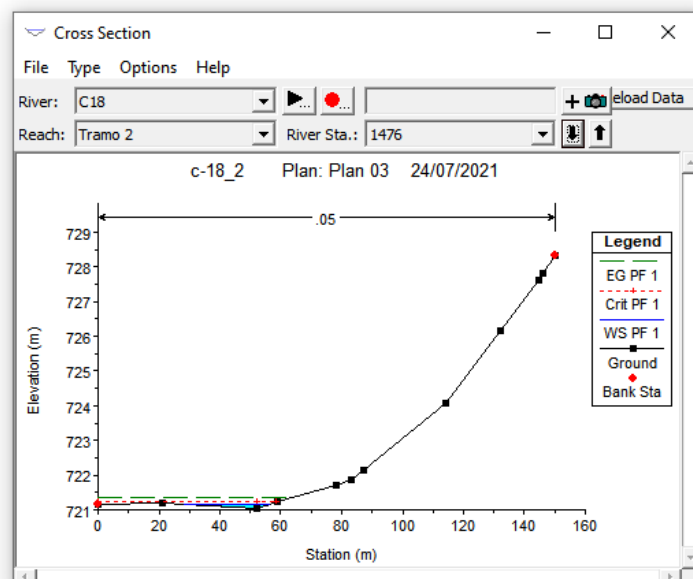 Cross Section
File Type Options Help
River: C18 eload Data
Reach: Tramo 2 River Sta.: 1476
c-18_2 Plan: Plan 03 24/07/2021
.05
729
728
727
726
725
724
723
722
721
Elevation (m)
0 20 40 60 80 100 120 140 160
Station (m)
Legend
EG PF 1
Crit PF 1
WS PF 1
Ground
Bank Sta